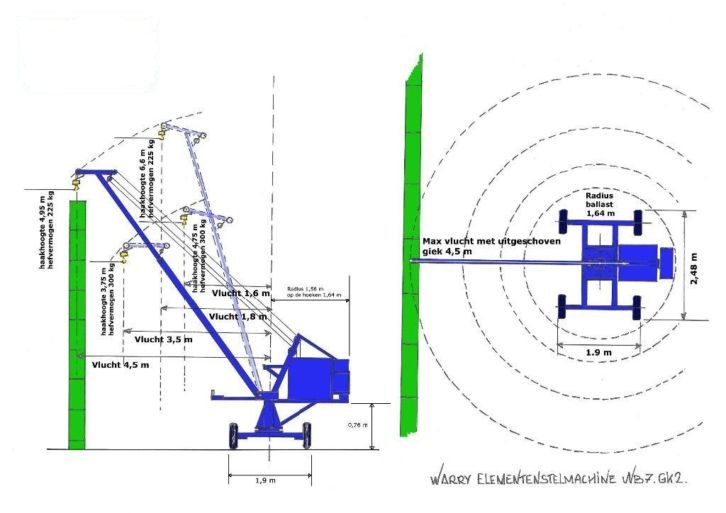 haakhoogte 6,6 m
hefvermogen 225 kg
haakhoogte 4,95 m
hefvermogen 225 kg
haakhoogte 4,75 m
hefvermogen 300 kg
haakhoogte 3,75 m
hefvermogen 300 kg
Vlucht 1,6 m
Radius 1,56 m
op de hoeken 1,64 m
Vlucht 1,8 m
Vlucht 3,5 m
Vlucht 4,5 m
0,76 m
1,9 m
Radius
ballast
1,64 m
Max vlucht met uitgeschoven
giek 4,5 m
2,48 m
1.9 m
WARRY ELEMENTENSTELMACHINE WB7.GK2.